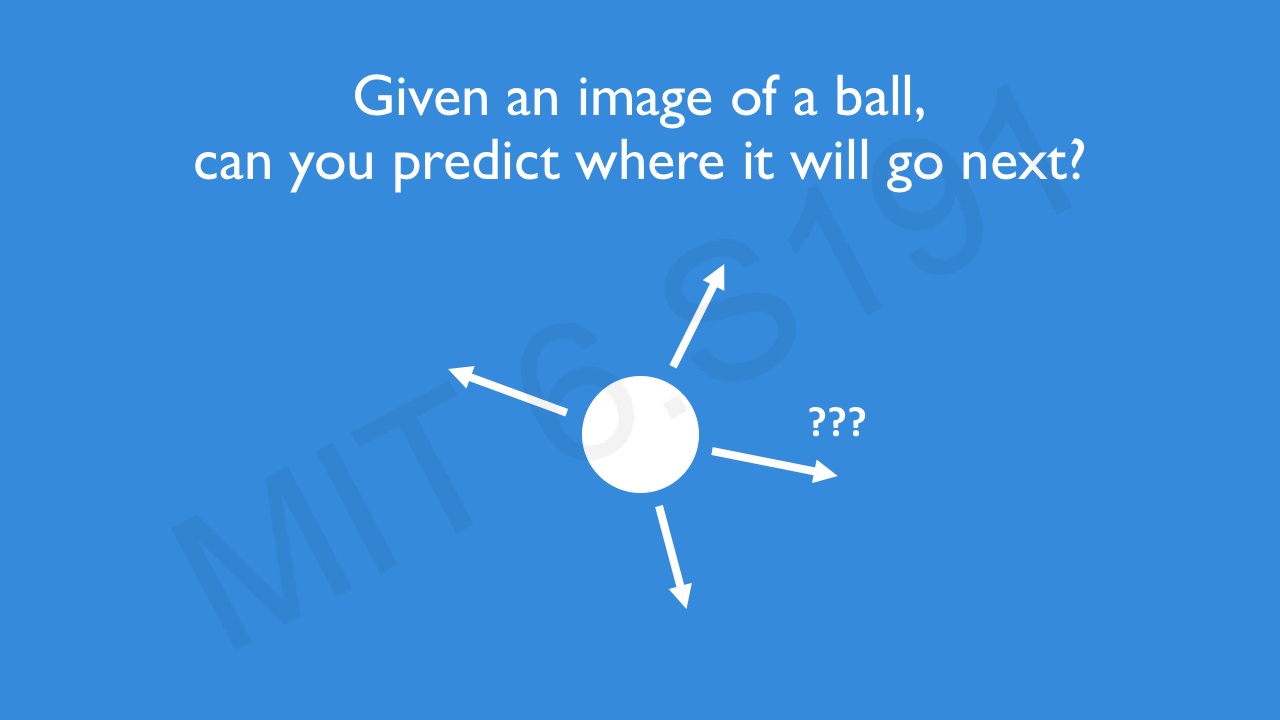 Given an image of a ball,
can you predict where it will go next?
???
MIT 6.S191